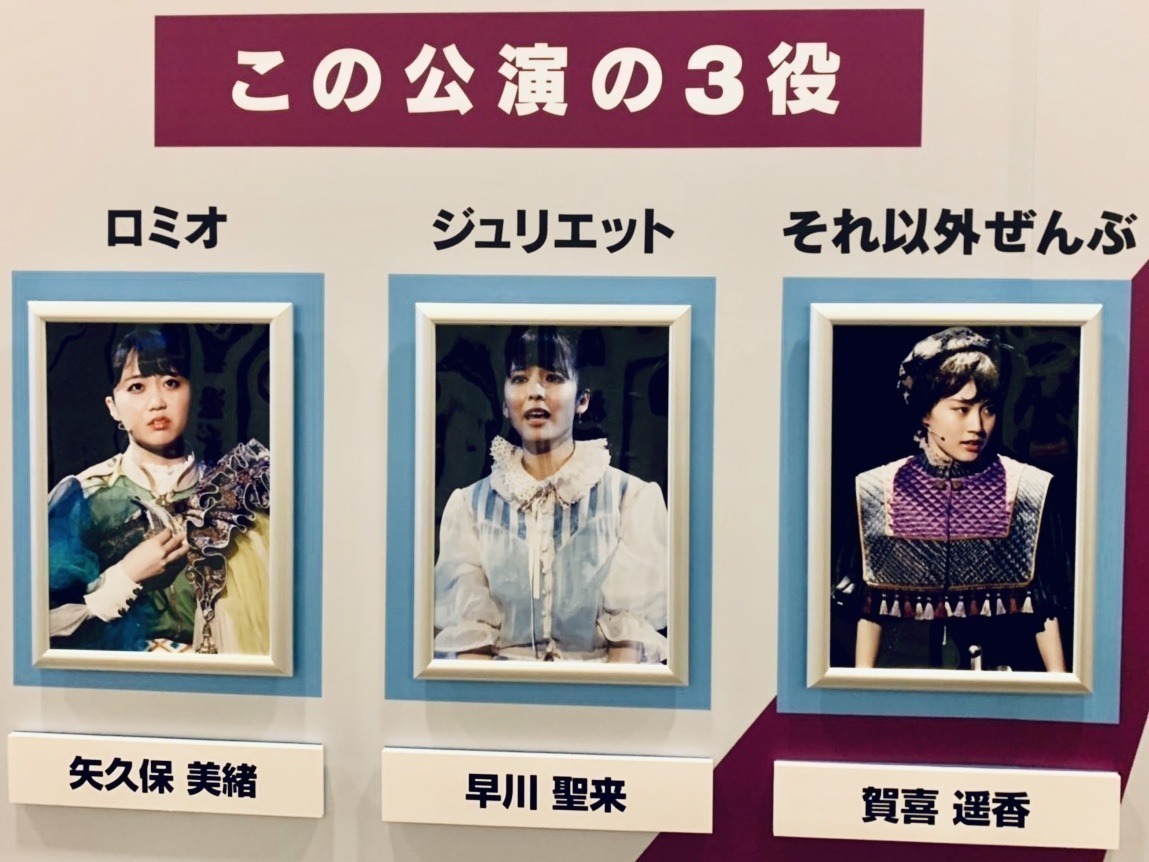 この公演の3役
ロミオ
ジュリエット
それ以外ぜんぶ
矢久保 美緒
早川 聖来
賀喜 遥香